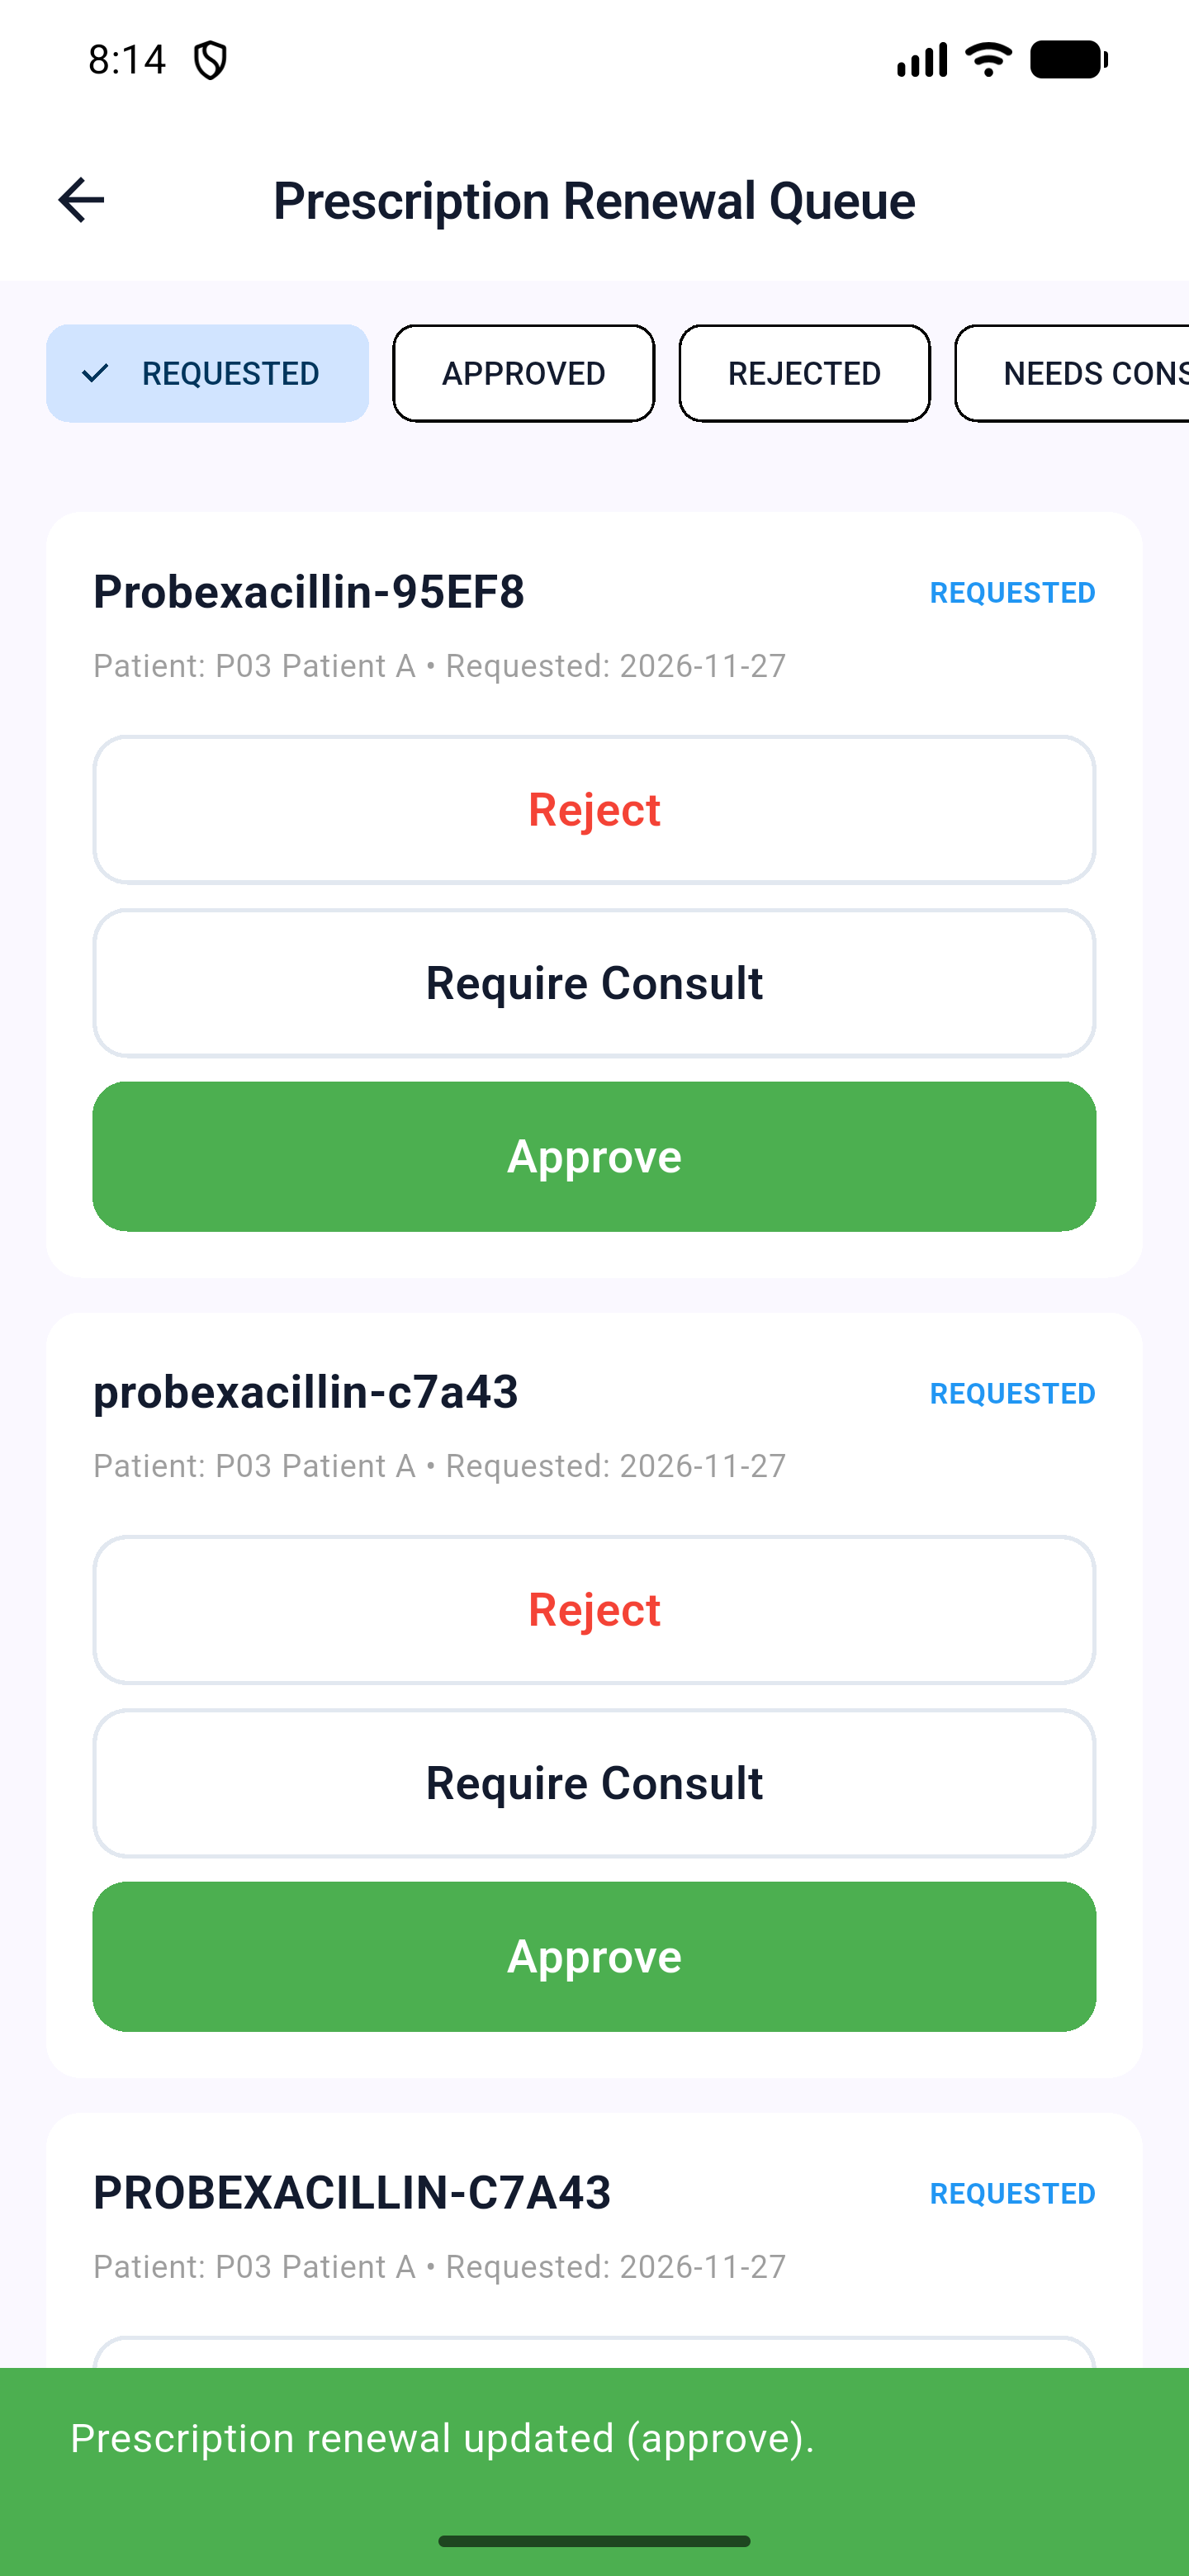 8:14
Prescription Renewal Queue
REQUESTED APPROVED REJECTED NEEDS CONS
Probexacillin-95EF8 REQUESTED
Patient: P03 Patient A • Requested: 2026-11-27
Reject
Require Consult
Approve
probexacillin-c7a43 REQUESTED
Patient: P03 Patient A • Requested: 2026-11-27
Reject
Require Consult
Approve
PROBEXACILLIN-C7A43 REQUESTED
Patient: P03 Patient A • Requested: 2026-11-27
Prescription renewal updated (approve).